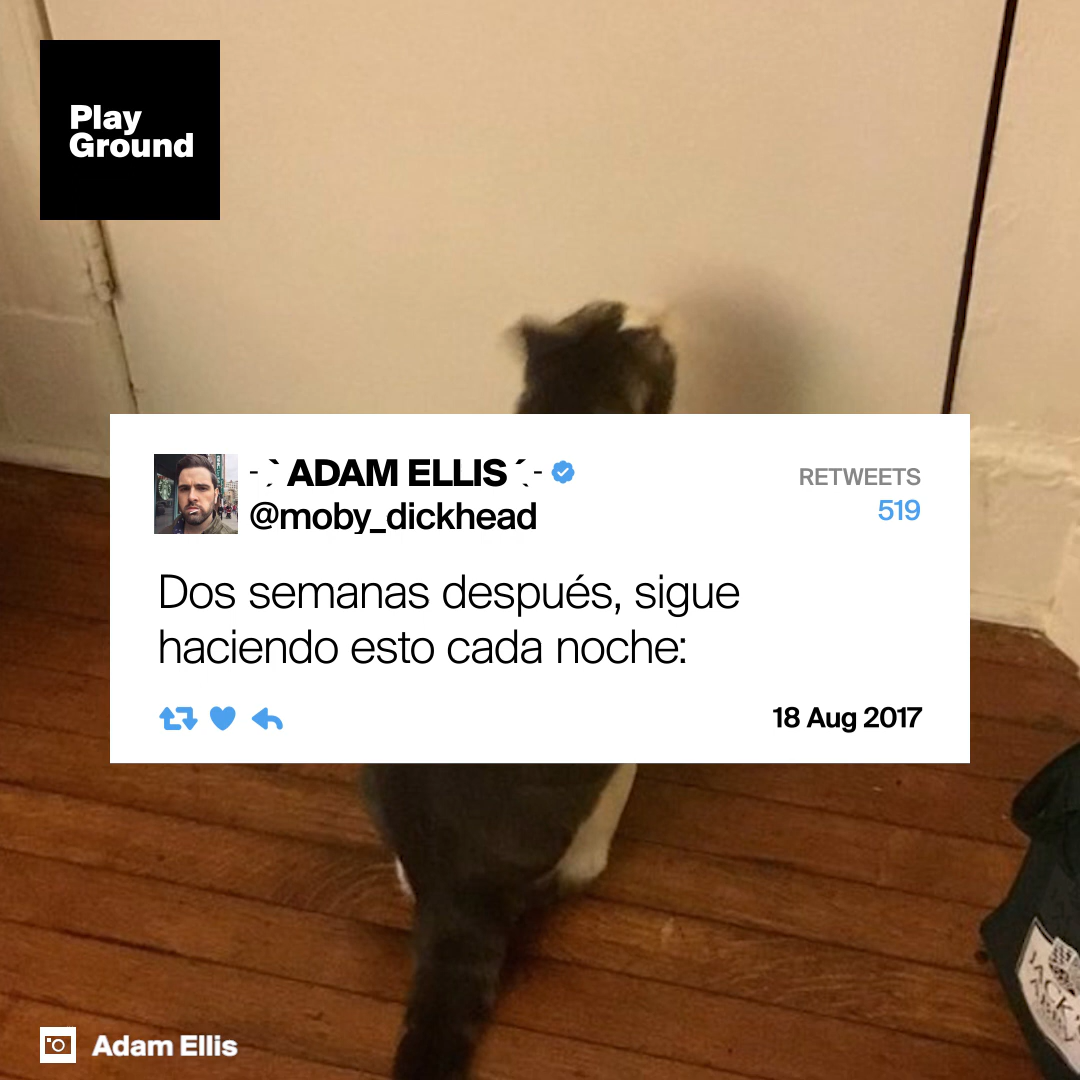 Play
Ground
-ˋ ADAM ELLIS ˊ-
@moby_dickhead
RETWEETS
519
Dos semanas después, sigue
haciendo esto cada noche:
18 Aug 2017
Adam Ellis